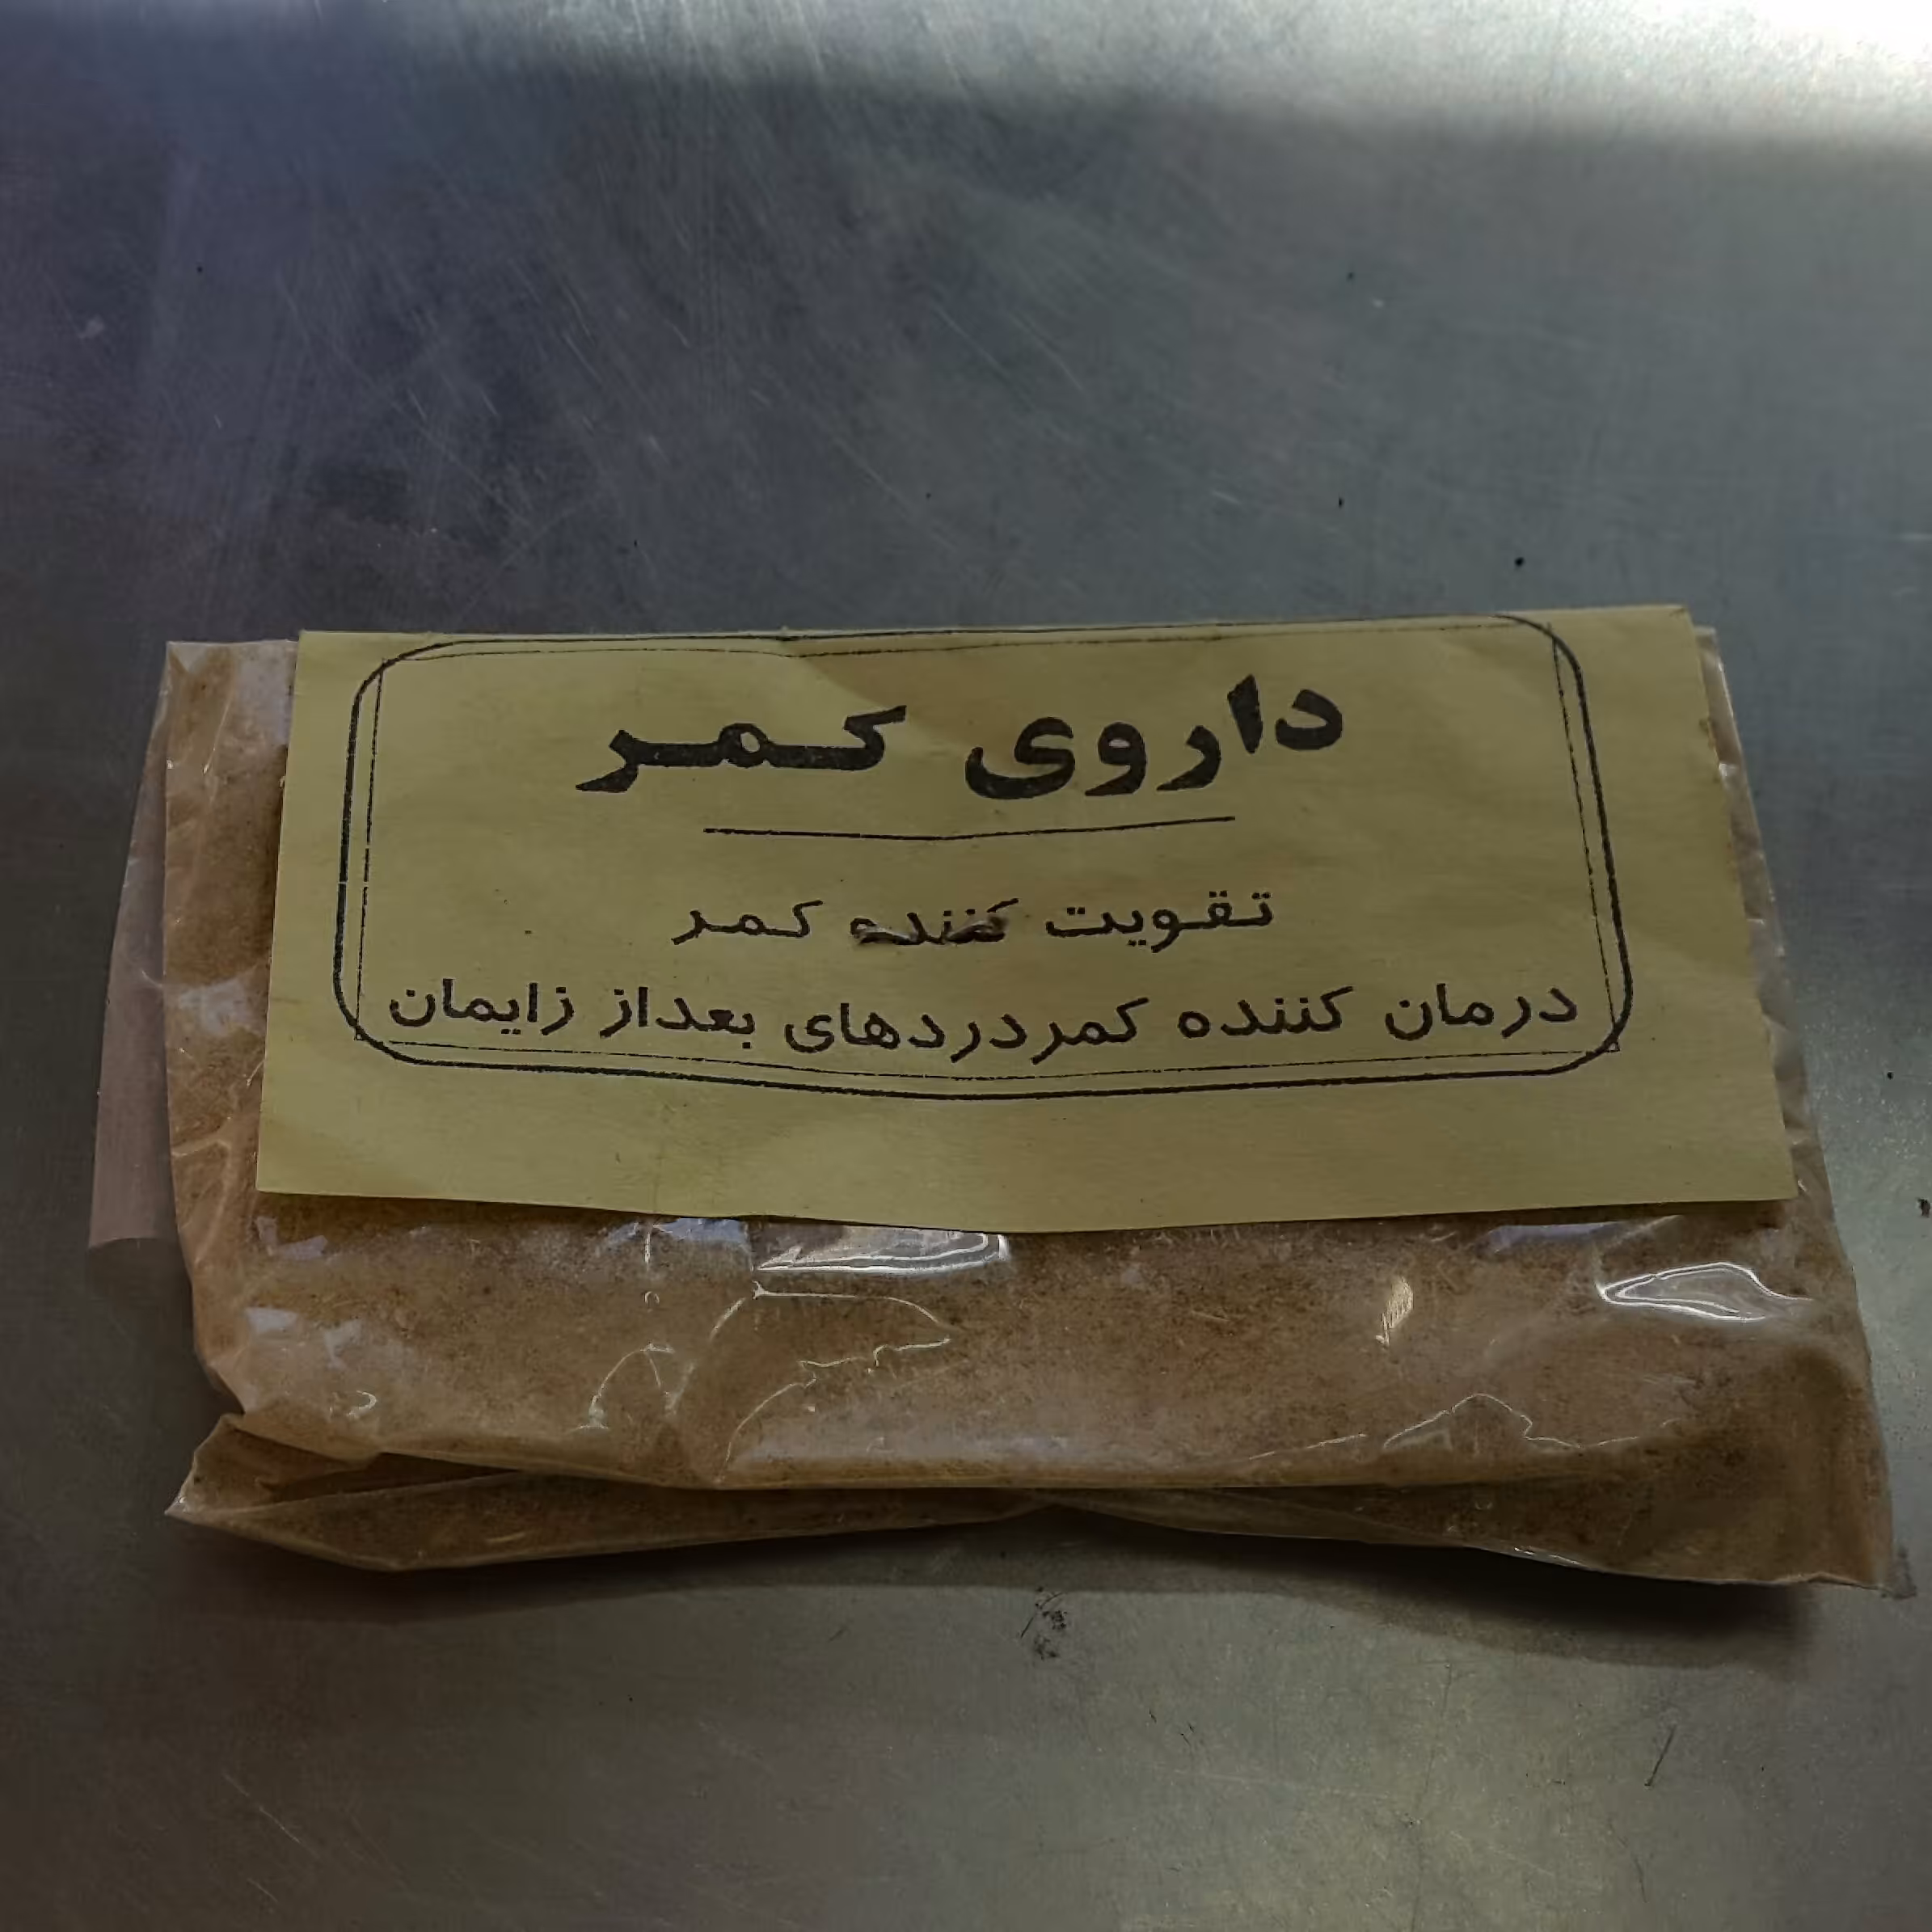 داروی کمر
تقویت کننده کمر
درمان کننده کمردردهای بعداز زایمان